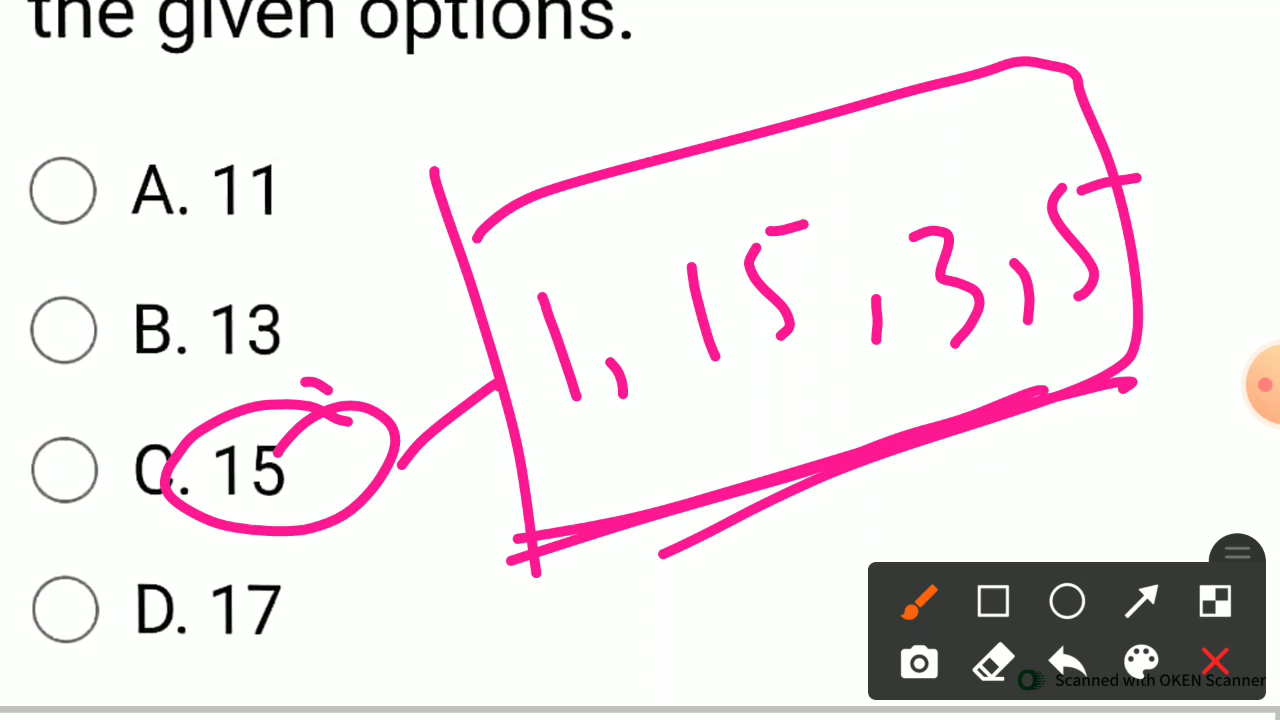 the given options.
A. 11
B. 13
1, 15, 3, 5
C. 15
D. 17
Scanned with OKEN Scanner